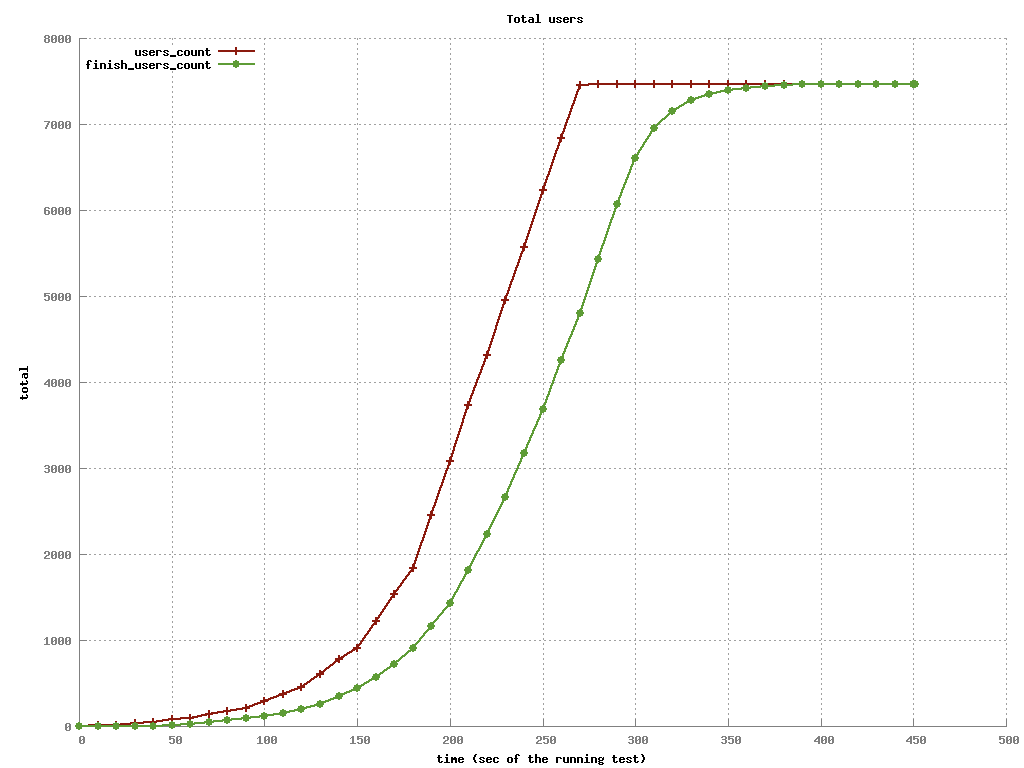 Total users
users_count
finish_users_count
8000
7000
6000
5000
4000
3000
2000
1000
0
total
0 50 100 150 200 250 300 350 400 450 500
time (sec of the running test)